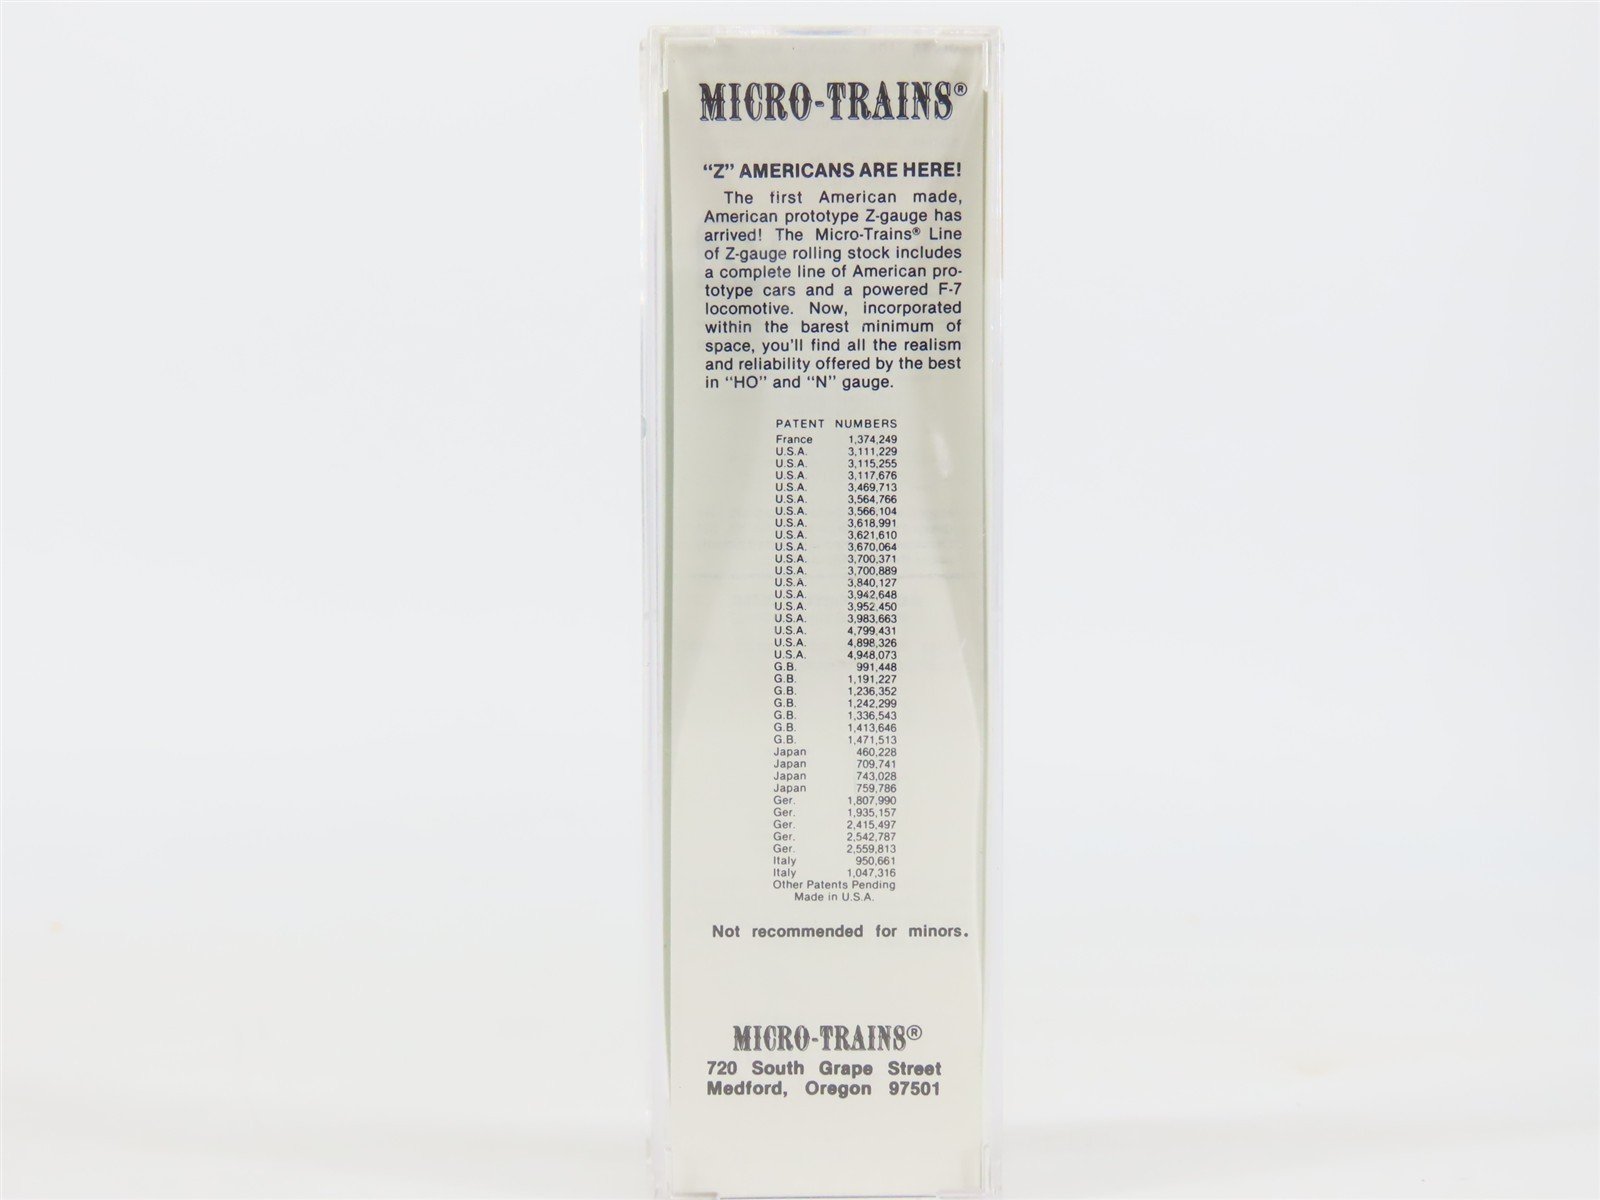 MICRO-TRAINS®
“Z” AMERICANS ARE HERE!
The first American made,
American prototype Z-gauge has
arrived! The Micro-Trains® Line
of Z-gauge rolling stock includes
a complete line of American pro-
totype cars and a powered F-7
locomotive. Now, incorporated
within the barest minimum of
space, you'll find all the realism
and reliability offered by the best
in “HO” and “N” gauge.
PATENT NUMBERS
France 1,374,249
U.S.A. 3,111,229
U.S.A. 3,115,255
U.S.A. 3,117,676
U.S.A. 3,469,713
U.S.A. 3,564,766
U.S.A. 3,566,104
U.S.A. 3,618,991
U.S.A. 3,621,610
U.S.A. 3,670,064
U.S.A. 3,700,371
U.S.A. 3,700,889
U.S.A. 3,840,127
U.S.A. 3,942,648
U.S.A. 3,952,450
U.S.A. 3,983,663
U.S.A. 4,799,431
U.S.A. 4,898,326
U.S.A. 4,948,073
G.B. 991,448
G.B. 1,191,227
G.B. 1,236,352
G.B. 1,242,299
G.B. 1,336,543
G.B. 1,413,646
G.B. 1,471,513
Japan 460,228
Japan 709,741
Japan 743,028
Japan 759,786
Ger. 1,807,990
Ger. 1,935,157
Ger. 2,415,497
Ger. 2,542,787
Ger. 2,559,813
Italy 950,661
Italy 1,047,316
Other Patents Pending
Made in U.S.A.
Not recommended for minors.
MICRO-TRAINS®
720 South Grape Street
Medford, Oregon 97501